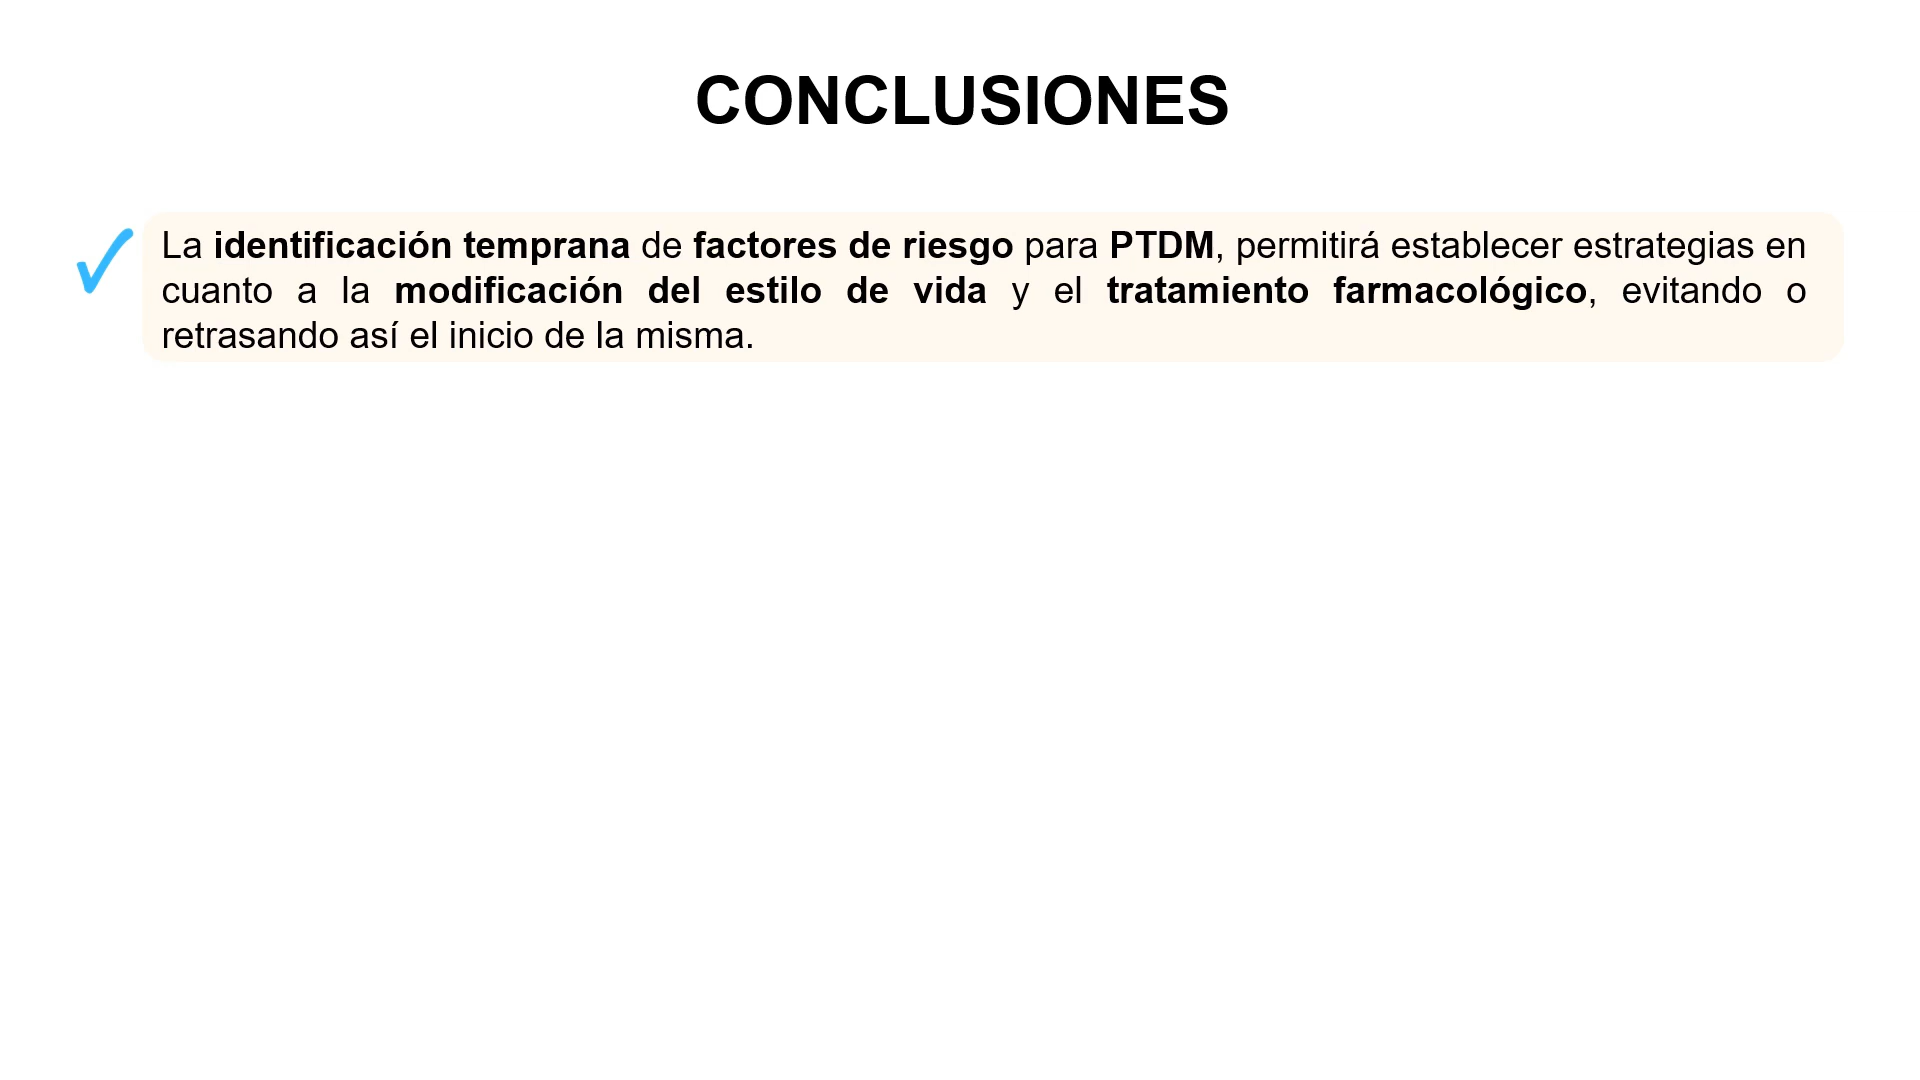 CONCLUSIONES
La identificación temprana de factores de riesgo para PTDM, permitirá establecer estrategias en
cuanto a la modificación del estilo de vida y el tratamiento farmacológico, evitando o
retrasando así el inicio de la misma.